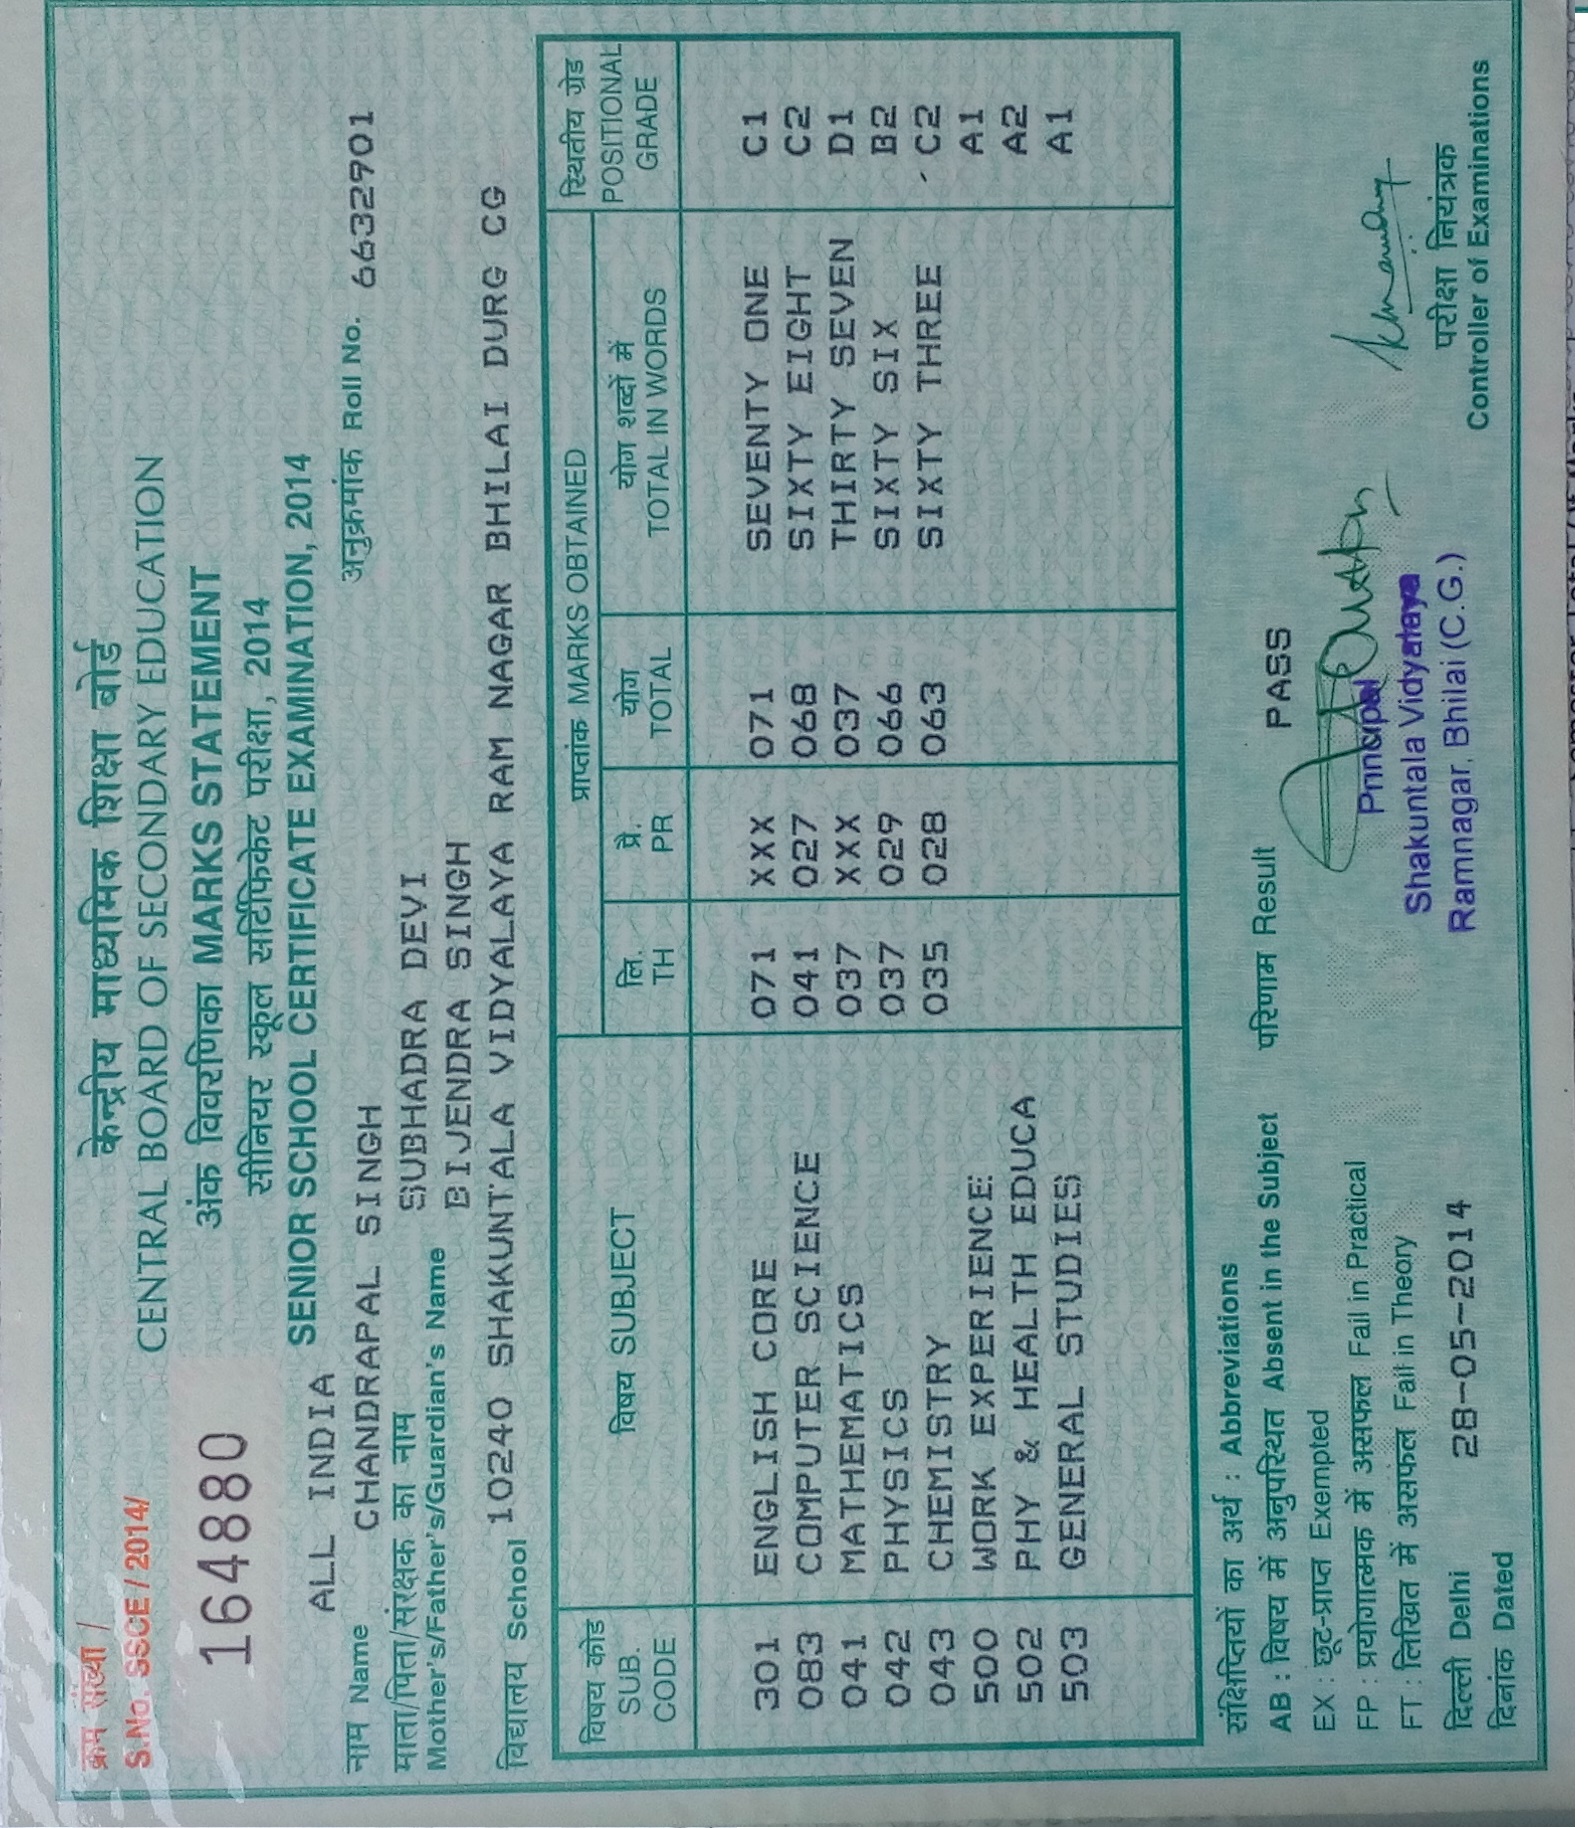 क्रम संख्या /
S.No. SSCE / 2014/
164880
केन्द्रीय माध्यमिक शिक्षा बोर्ड
CENTRAL BOARD OF SECONDARY EDUCATION
अंक विवरणिका MARKS STATEMENT
सीनियर स्कूल सर्टिफिकेट परीक्षा, 2014
SENIOR SCHOOL CERTIFICATE EXAMINATION, 2014
ALL INDIA
अनुक्रमांक Roll No. 6632901
नाम Name CHANDRAPAL SINGH
माता/पिता/संरक्षक का नाम SUBHADRA DEVI
Mother's/Father's/Guardian's Name BIJENDRA SINGH
विद्यालय School 10240 SHAKUNTALA VIDYALAYA RAM NAGAR BHILAI DURG CG
विषय कोड SUB. CODE विषय SUBJECT प्राप्तांक MARKS OBTAINED स्थितीय ग्रेड POSITIONAL GRADE
लि. TH प्रै. PR योग TOTAL योग शब्दों में TOTAL IN WORDS
301 ENGLISH CORE 071 XXX 071 SEVENTY ONE C1
083 COMPUTER SCIENCE 041 027 068 SIXTY EIGHT C2
041 MATHEMATICS 037 XXX 037 THIRTY SEVEN D1
042 PHYSICS 037 029 066 SIXTY SIX B2
043 CHEMISTRY 035 028 063 SIXTY THREE C2
500 WORK EXPERIENCE A1
502 PHY & HEALTH EDUCA A2
503 GENERAL STUDIES A1
संक्षिप्तियों का अर्थ : Abbreviations
AB : विषय में अनुपस्थित Absent in the Subject परिणाम Result PASS
EX : छूट-प्राप्त Exempted
FP : प्रयोगात्मक में असफल Fail in Practical
FT : लिखित में असफल Fail in Theory
दिल्ली Delhi
दिनांक Dated 28-05-2014
Principal
Shakuntala Vidyalaya
Ramnagar, Bhilai (C.G.)
परीक्षा नियंत्रक
Controller of Examinations